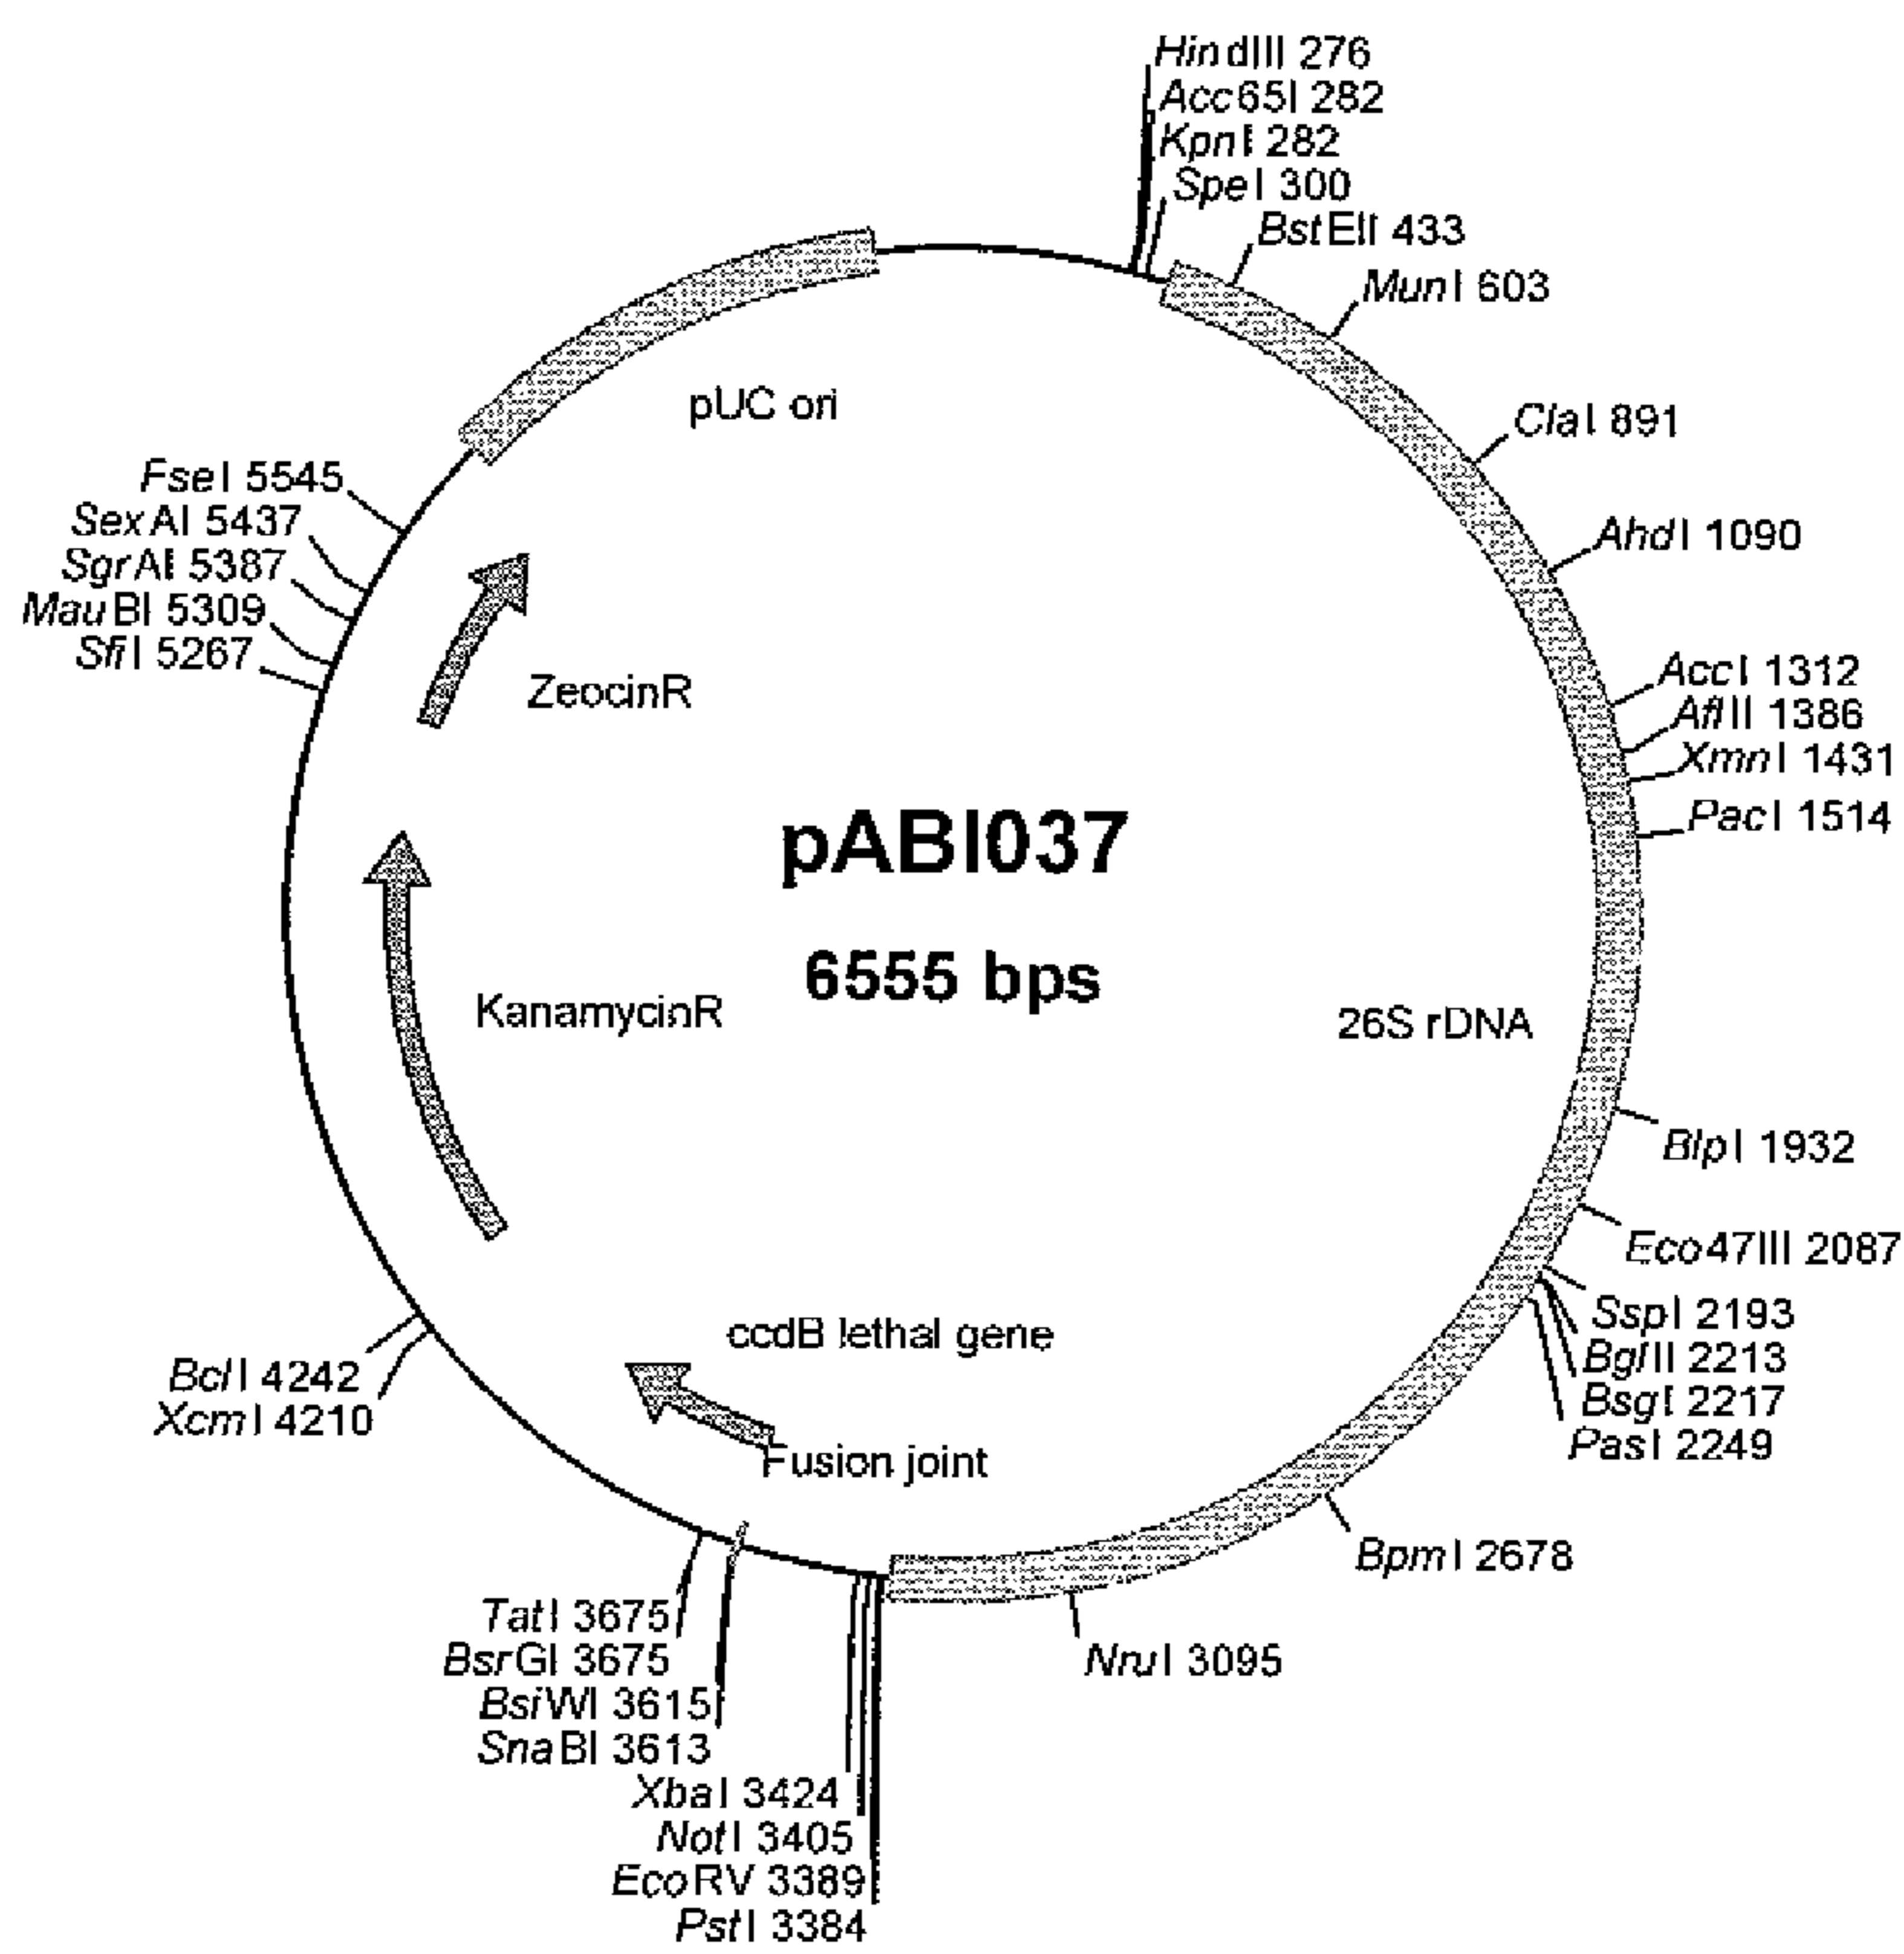 HindIII 276
Acc65I 282
KpnI 282
SpeI 300
BstEII 433
MunI 603
ClaI 891
AhdI 1090
AccI 1312
AflII 1386
XmnI 1431
PacI 1514
BlpI 1932
Eco47III 2087
SspI 2193
BglII 2213
BsgI 2217
PasI 2249
BpmI 2678
NruI 3095
pUC ori
FseI 5545
SexAI 5437
SgrAI 5387
MauBI 5309
SfiI 5267
ZeocinR
pABI037
6555 bps
KanamycinR
26S rDNA
ccdB lethal gene
Fusion joint
BclI 4242
XcmI 4210
TatI 3675
BsrGI 3675
BsiWI 3615
SnaBI 3613
XbaI 3424
NotI 3405
EcoRV 3389
PstI 3384